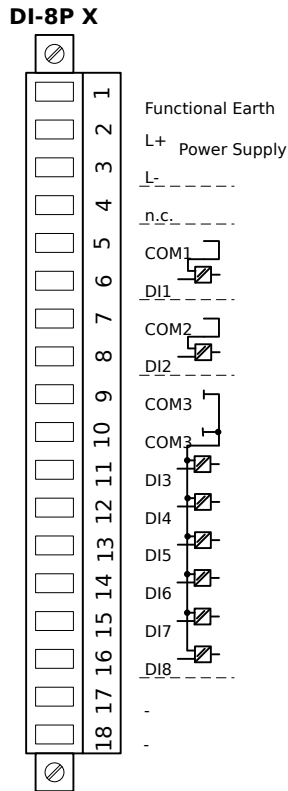 DI-8P X
1 Functional Earth
2 L+ Power Supply
3 L-
4 n.c.
5 COM1
6 DI1
7 COM2
8 DI2
9 COM3
10 COM3
11 DI3
12 DI4
13 DI5
14 DI6
15 DI7
16 DI8
17 -
18 -